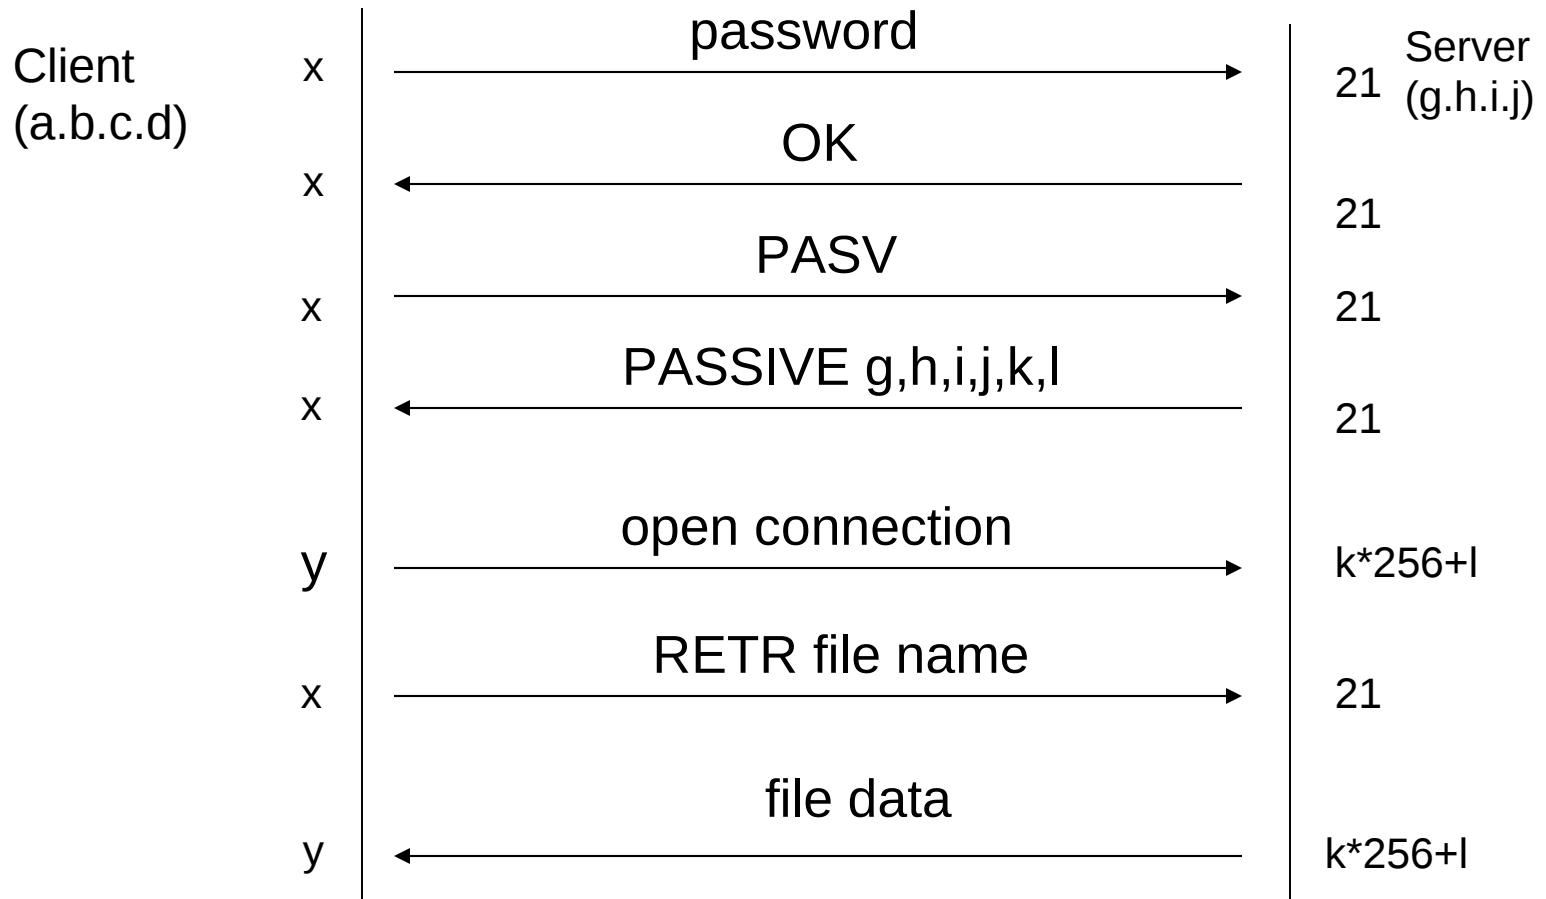 password
Client
(a.b.c.d)
x
21
Server
(g.h.i.j)
OK
x
21
PASV
x
21
PASSIVE g,h,i,j,k,l
x
21
open connection
y
k*256+l
RETR file name
x
21
file data
y
k*256+l